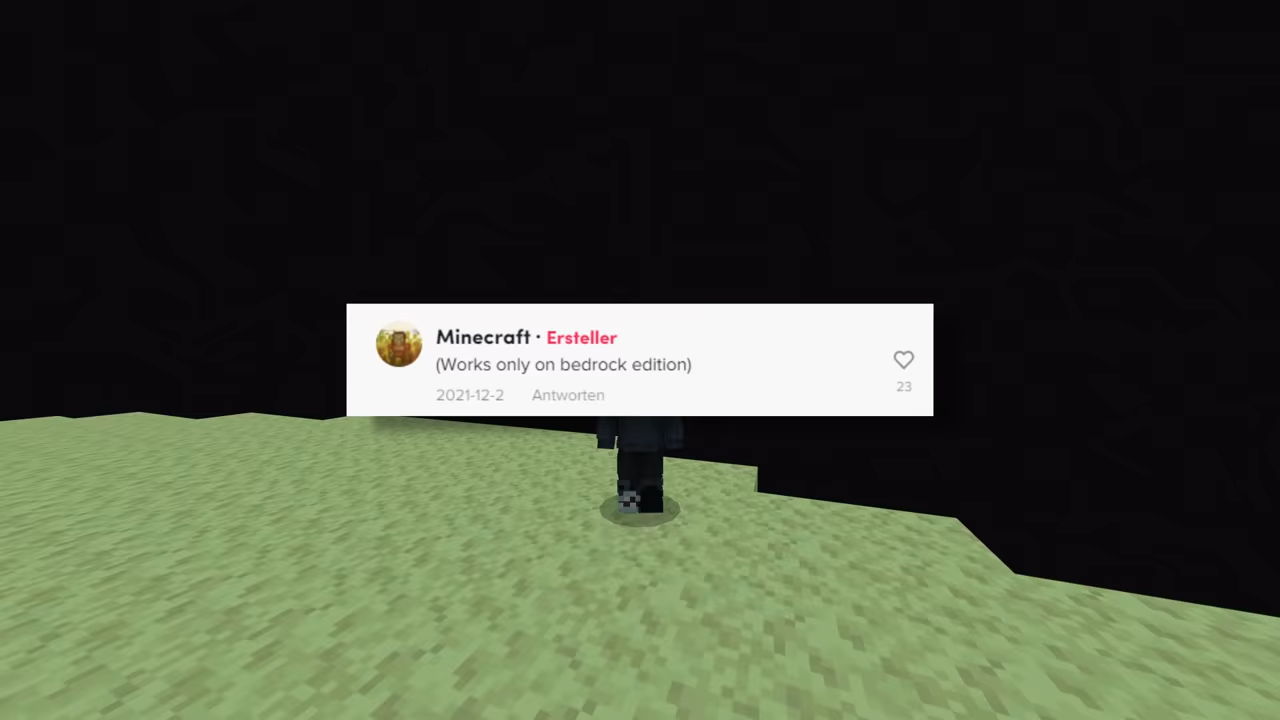 Minecraft · Ersteller
(Works only on bedrock edition)
2021-12-2 Antworten
23